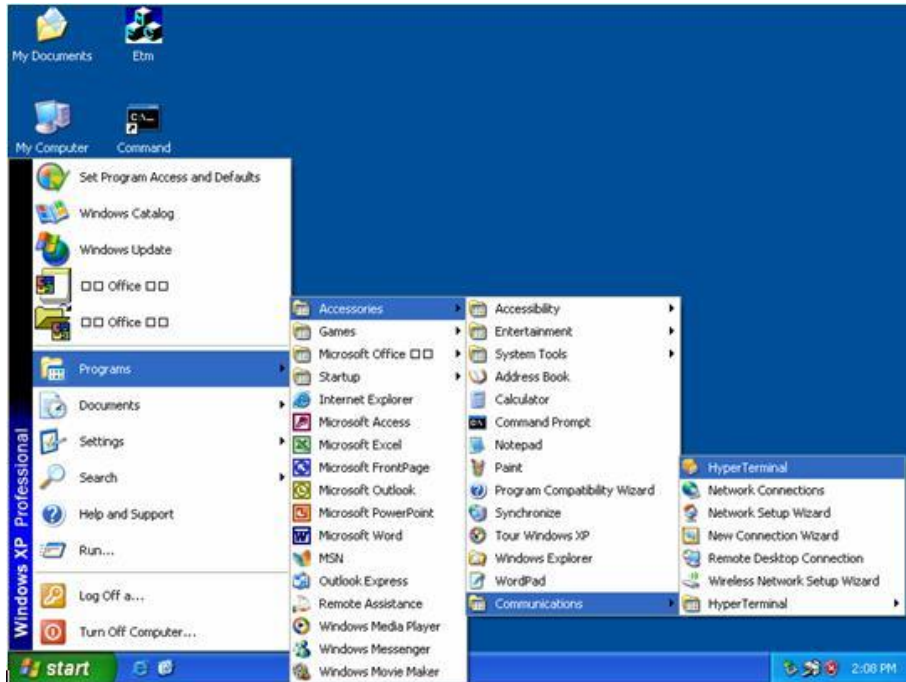 My Documents
Etm
My Computer
Command
Set Program Access and Defaults
Windows Catalog
Windows Update
□□ Office □□
□□ Office □□
Programs
Documents
Settings
Search
Help and Support
Run...
Log Off a...
Turn Off Computer...
Windows XP Professional
Accessories
Games
Microsoft Office □□
Startup
Internet Explorer
Microsoft Access
Microsoft Excel
Microsoft FrontPage
Microsoft Outlook
Microsoft PowerPoint
Microsoft Word
MSN
Outlook Express
Remote Assistance
Windows Media Player
Windows Messenger
Windows Movie Maker
Accessibility
Entertainment
System Tools
Address Book
Calculator
Command Prompt
Notepad
Paint
Program Compatibility Wizard
Synchronize
Tour Windows XP
Windows Explorer
WordPad
Communications
HyperTerminal
Network Connections
Network Setup Wizard
New Connection Wizard
Remote Desktop Connection
Wireless Network Setup Wizard
HyperTerminal
start
2:08 PM